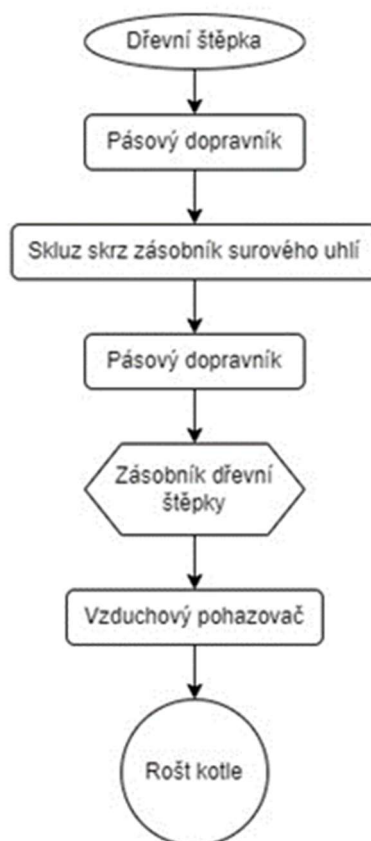 Dřevní štěpka
Pásový dopravník
Skluz skrz zásobník surového uhlí
Pásový dopravník
Zásobník dřevní
štěpky
Vzduchový pohazovač
Rošt kotle